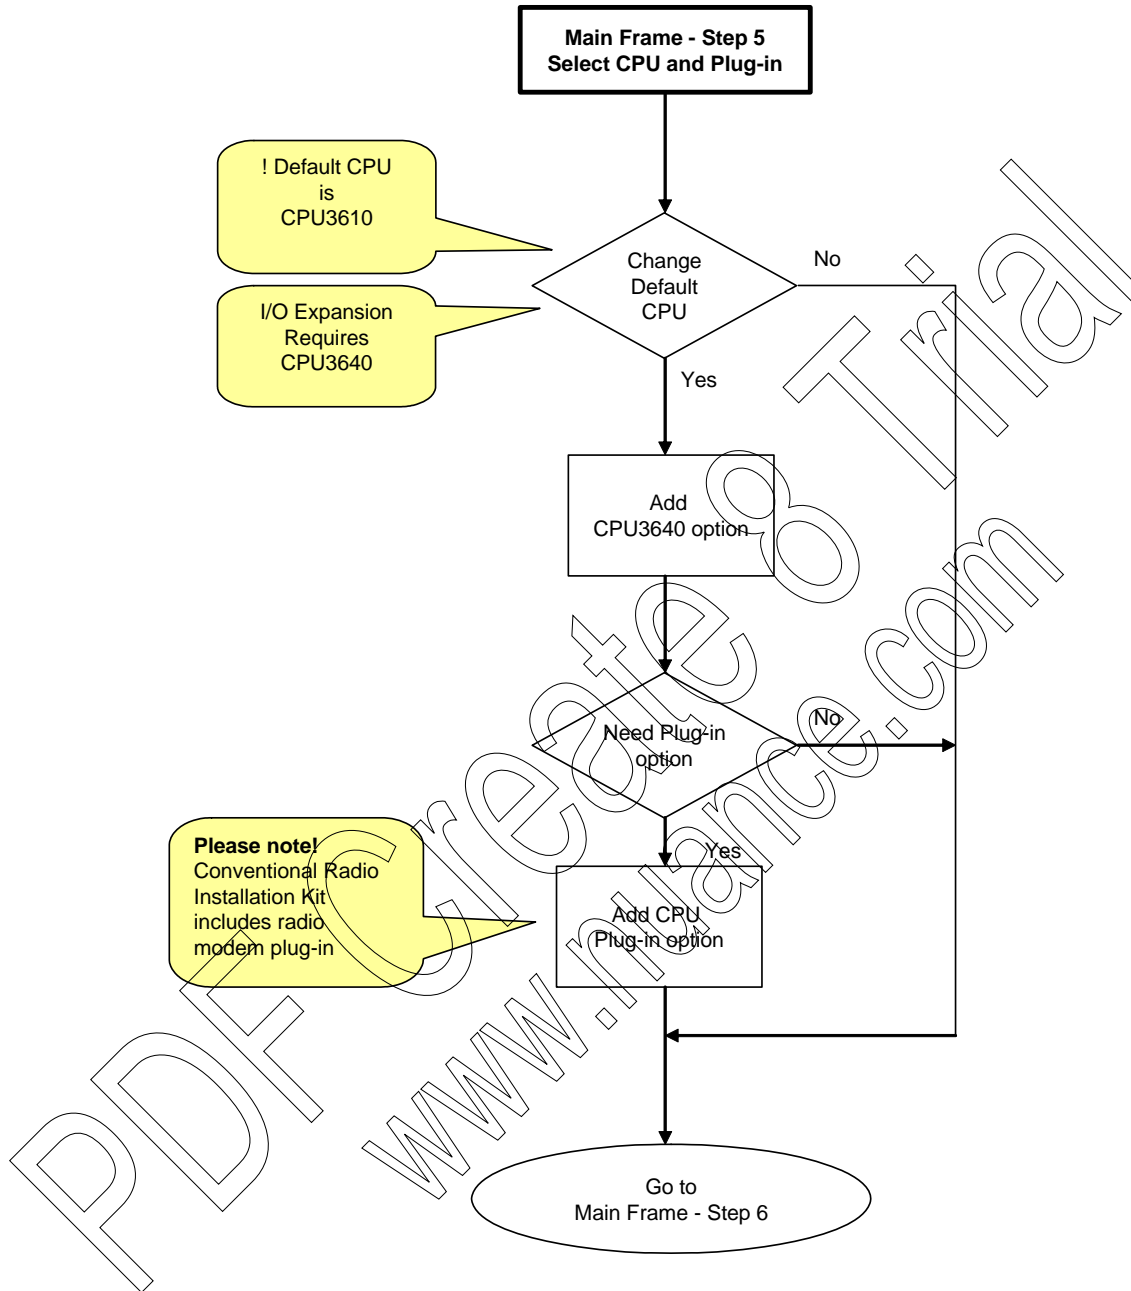 Main Frame - Step 5
Select CPU and Plug-in
! Default CPU
is
CPU3610
Change
Default
CPU
No
I/O Expansion
Requires
CPU3640
Yes
Add
CPU3640 option
Need Plug-in
option
No
Yes
Please note!
Conventional Radio
Installation Kit
includes radio
modem plug-in
Add CPU
Plug-in option
Go to
Main Frame - Step 6
PDF Create 8 Trial
www.nuance.com